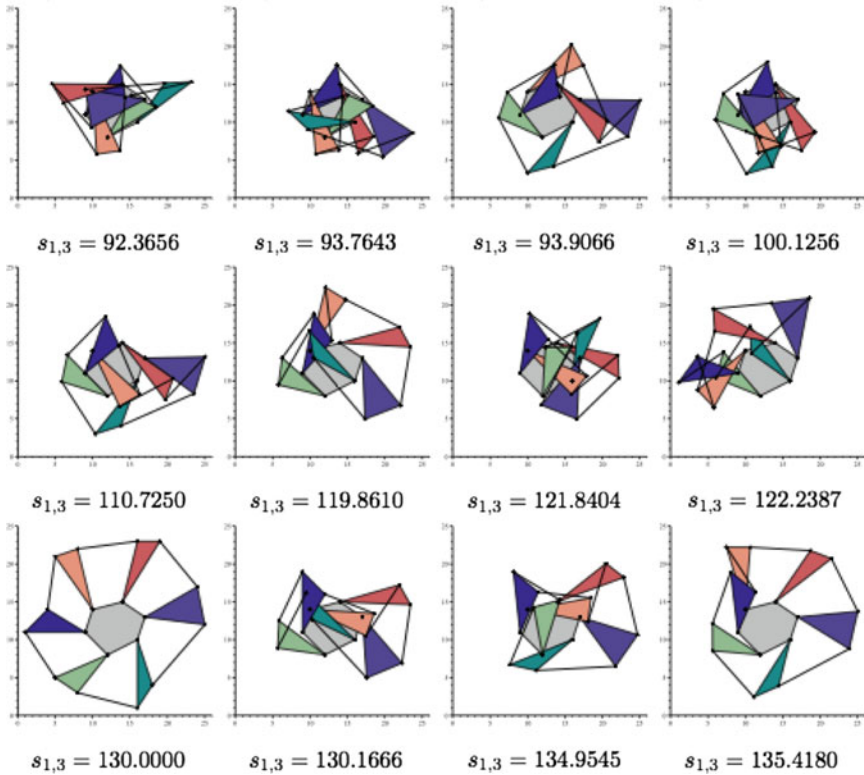 s1,3 = 92.3656 s1,3 = 93.7643 s1,3 = 93.9066 s1,3 = 100.1256
s1,3 = 110.7250 s1,3 = 119.8610 s1,3 = 121.8404 s1,3 = 122.2387
s1,3 = 130.0000 s1,3 = 130.1666 s1,3 = 134.9545 s1,3 = 135.4180